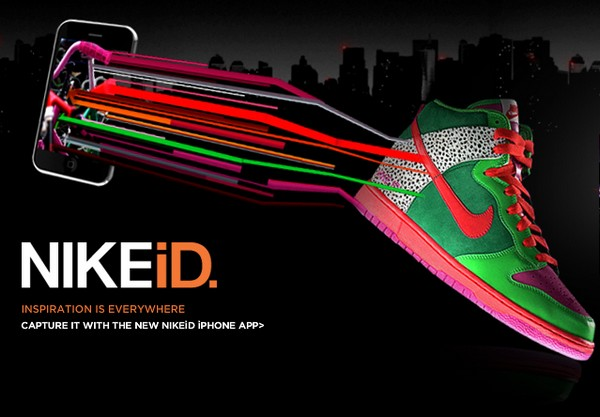 NIKEiD.
INSPIRATION IS EVERYWHERE
CAPTURE IT WITH THE NEW NIKEiD iPHONE APP>